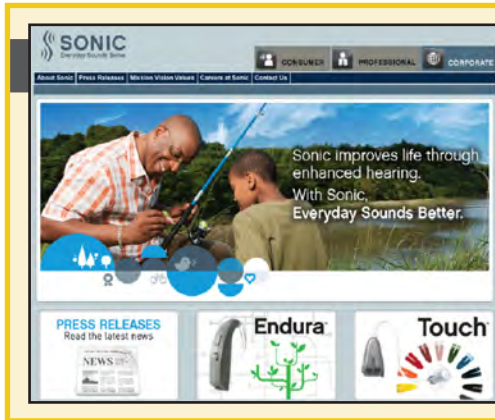 SONIC
Everyday Sounds Better
CONSUMER PROFESSIONAL CORPORATE
About Sonic Press Releases Mission Vision Values Careers at Sonic Contact Us
Sonic improves life through
enhanced hearing.
With Sonic,
Everyday Sounds Better.
PRESS RELEASES
Read the latest news
NEWS
Endura
Touch